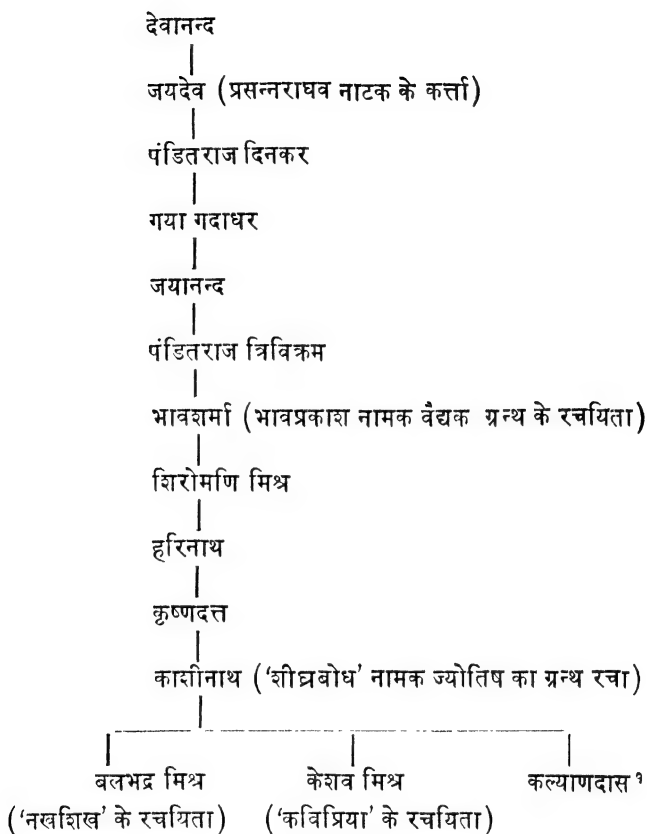 देवानन्द
जयदेव (प्रसन्नराघव नाटक के कर्त्ता)
पंडितराज दिनकर
गया गदाधर
जयानन्द
पंडितराज त्रिविक्रम
भावशर्मा (भावप्रकाश नामक वैद्यक ग्रन्थ के रचयिता)
शिरोमणि मिश्र
हरिनाथ
कृष्णदत्त
काशीनाथ ('शीघ्रबोध' नामक ज्योतिष का ग्रन्थ रचा)
बलभद्र मिश्र केशव मिश्र कल्याणदास¹
('नखशिख' के रचयिता) ('कविप्रिया' के रचयिता)